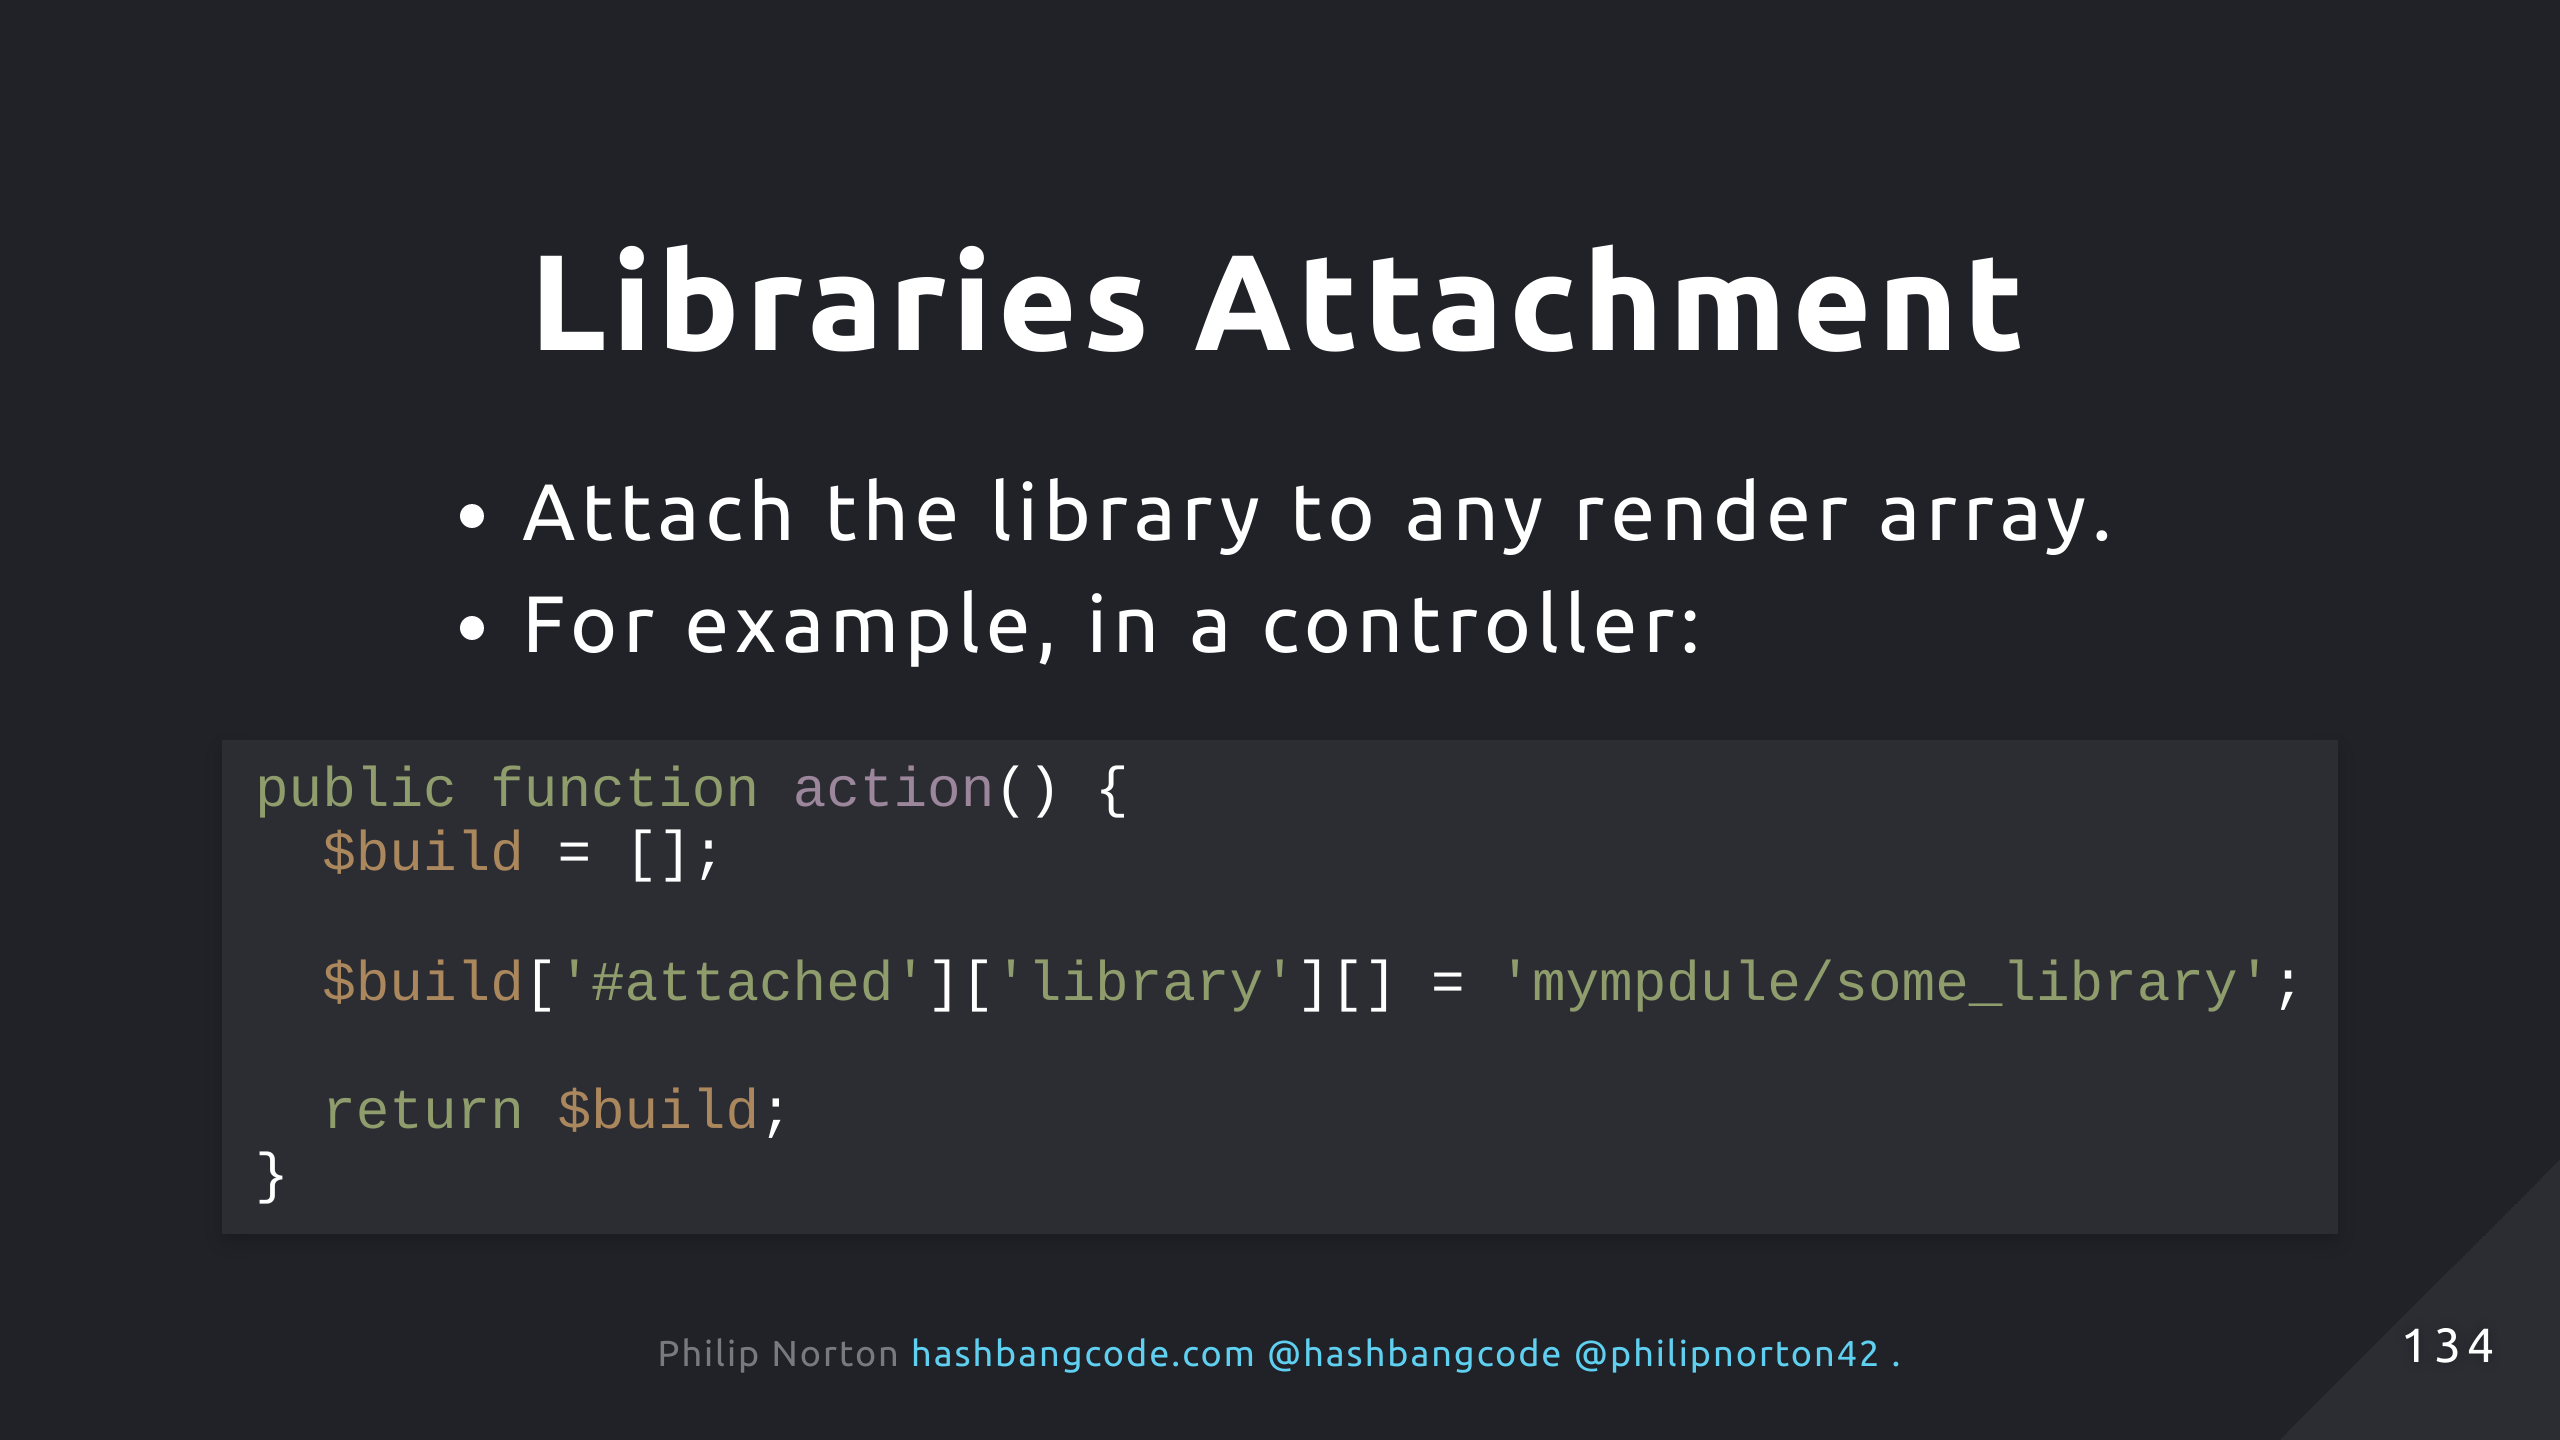 Libraries Attachment
• Attach the library to any render array.
• For example, in a controller:
public function action() {
  $build = [];

  $build['#attached']['library'][] = 'mympdule/some_library';

  return $build;
}
Philip Norton hashbangcode.com @hashbangcode @philipnorton42 .
134